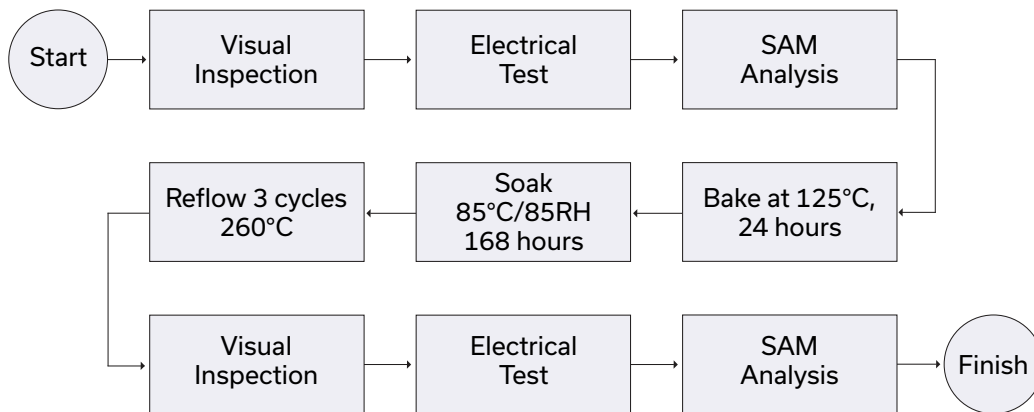 Start
Visual
Inspection
Electrical
Test
SAM
Analysis
Bake at 125°C,
24 hours
Soak
85°C/85RH
168 hours
Reflow 3 cycles
260°C
Visual
Inspection
Electrical
Test
SAM
Analysis
Finish